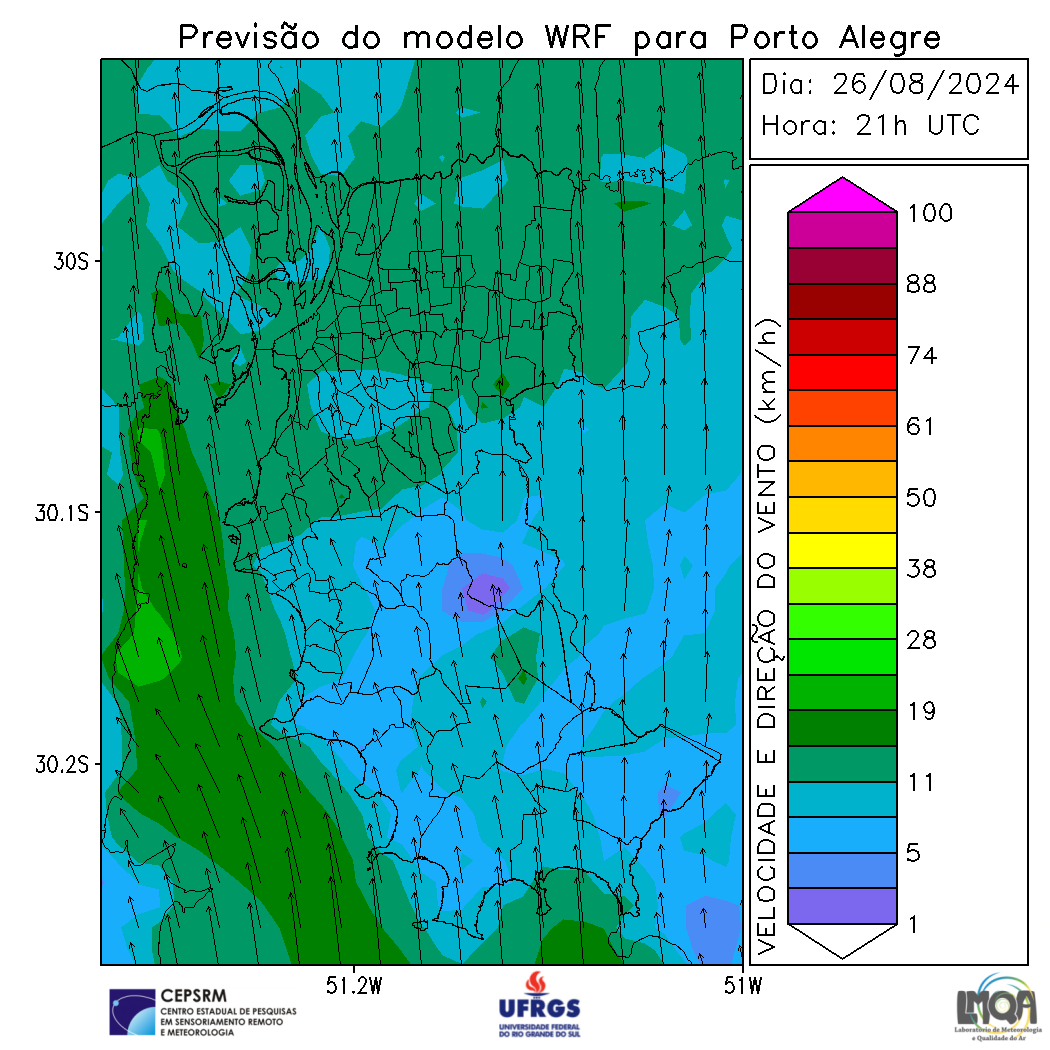 Previsão do modelo WRF para Porto Alegre
Dia: 26/08/2024
Hora: 21h UTC
30S
30.1S
30.2S
51.2W
51W
VELOCIDADE E DIREÇÃO DO VENTO (km/h)
100
88
74
61
50
38
28
19
11
5
1
CEPSRM
CENTRO ESTADUAL DE PESQUISAS
EM SENSORIAMENTO REMOTO
E METEOROLOGIA
UFRGS
UNIVERSIDADE FEDERAL
DO RIO GRANDE DO SUL
LMQA
Laboratório de Meteorologia
e Qualidade do Ar